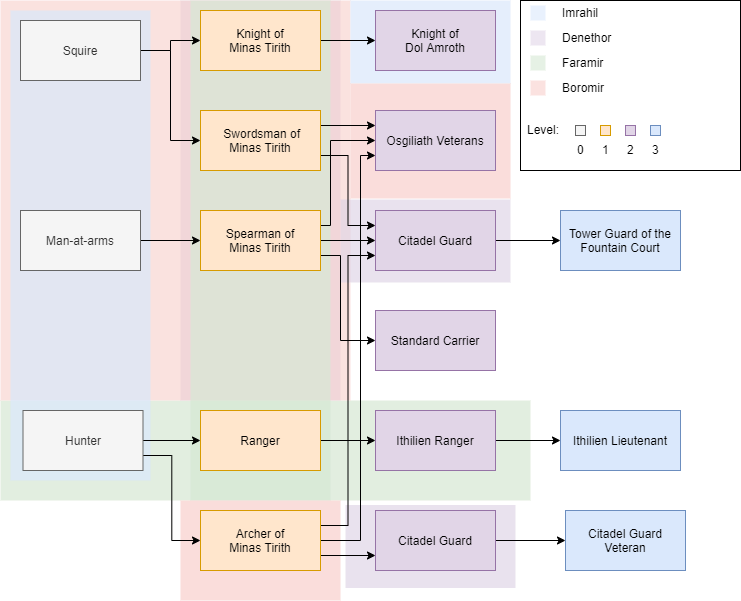 Imrahil
Denethor
Faramir
Boromir
Level:
0 1 2 3
Squire
Knight of
Minas Tirith
Knight of
Dol Amroth
Swordsman of
Minas Tirith
Osgiliath Veterans
Man-at-arms
Spearman of
Minas Tirith
Citadel Guard
Tower Guard of the
Fountain Court
Standard Carrier
Hunter
Ranger
Ithilien Ranger
Ithilien Lieutenant
Archer of
Minas Tirith
Citadel Guard
Citadel Guard
Veteran